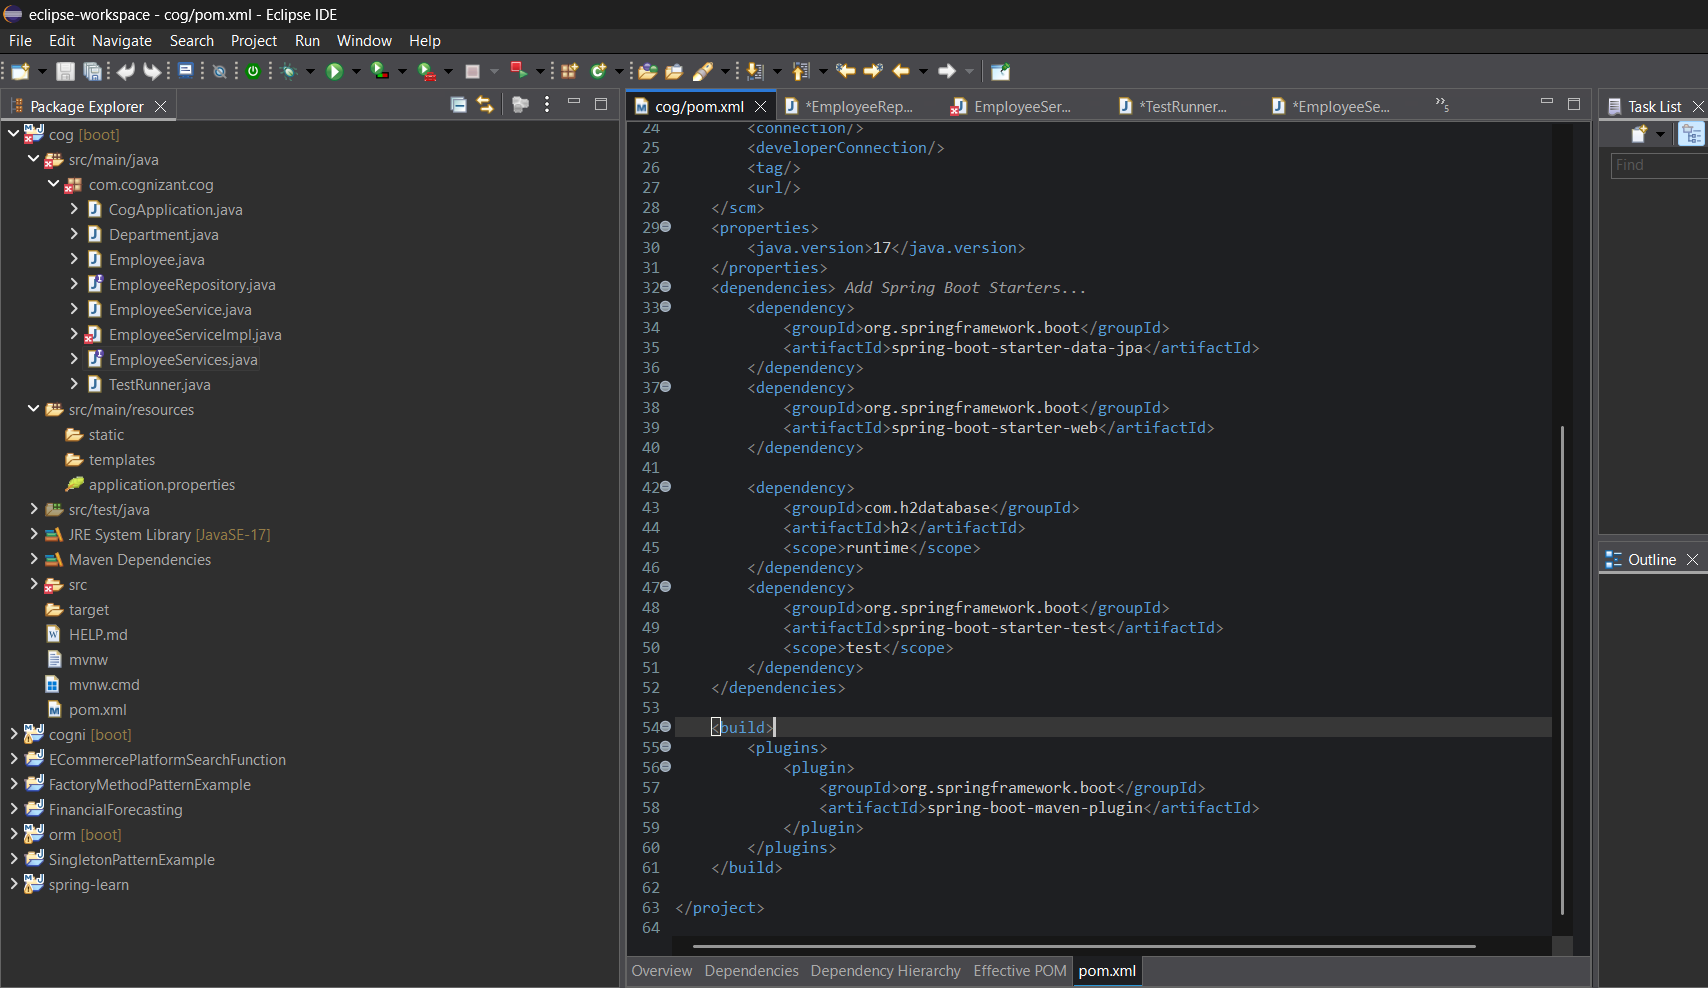 eclipse-workspace - cog/pom.xml - Eclipse IDE
File Edit Navigate Search Project Run Window Help
Package Explorer
cog [boot]
src/main/java
com.cognizant.cog
CogApplication.java
Department.java
Employee.java
EmployeeRepository.java
EmployeeService.java
EmployeeServiceImpl.java
EmployeeServices.java
TestRunner.java
src/main/resources
static
templates
application.properties
src/test/java
JRE System Library [JavaSE-17]
Maven Dependencies
src
target
HELP.md
mvnw
mvnw.cmd
pom.xml
cogni [boot]
ECommercePlatformSearchFunction
FactoryMethodPatternExample
FinancialForecasting
orm [boot]
SingletonPatternExample
spring-learn
cog/pom.xml *EmployeeRep... EmployeeSer... *TestRunner... *EmployeeSe... »5
24 <connection/>
25 <developerConnection/>
26 <tag/>
27 <url/>
28 </scm>
29 <properties>
30 <java.version>17</java.version>
31 </properties>
32 <dependencies> Add Spring Boot Starters...
33 <dependency>
34 <groupId>org.springframework.boot</groupId>
35 <artifactId>spring-boot-starter-data-jpa</artifactId>
36 </dependency>
37 <dependency>
38 <groupId>org.springframework.boot</groupId>
39 <artifactId>spring-boot-starter-web</artifactId>
40 </dependency>
41
42 <dependency>
43 <groupId>com.h2database</groupId>
44 <artifactId>h2</artifactId>
45 <scope>runtime</scope>
46 </dependency>
47 <dependency>
48 <groupId>org.springframework.boot</groupId>
49 <artifactId>spring-boot-starter-test</artifactId>
50 <scope>test</scope>
51 </dependency>
52 </dependencies>
53
54 <build>
55 <plugins>
56 <plugin>
57 <groupId>org.springframework.boot</groupId>
58 <artifactId>spring-boot-maven-plugin</artifactId>
59 </plugin>
60 </plugins>
61 </build>
62
63 </project>
64
Overview Dependencies Dependency Hierarchy Effective POM pom.xml
Task List
Find
Outline